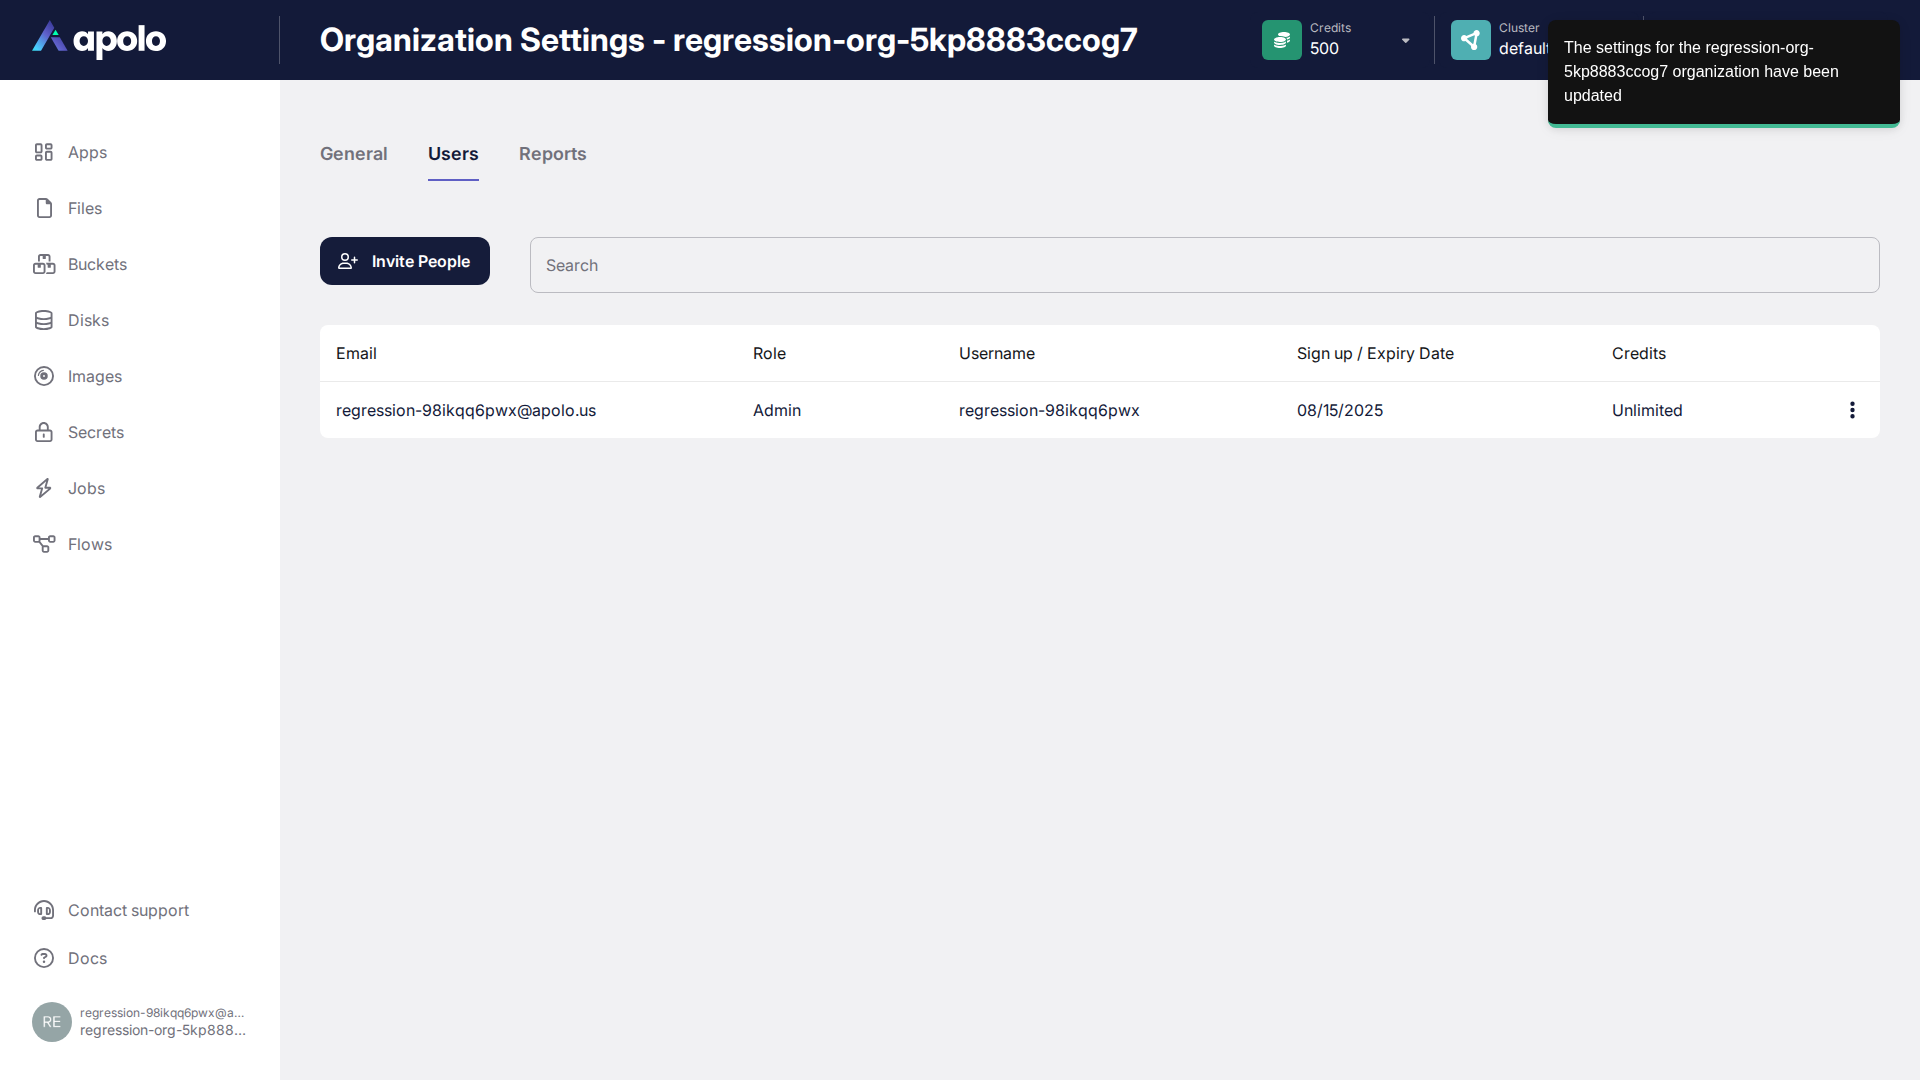 apolo
Organization Settings - regression-org-5kp8883ccog7
Credits
500
Cluster
default
The settings for the regression-org-
5kp8883ccog7 organization have been
updated
Apps
Files
Buckets
Disks
Images
Secrets
Jobs
Flows
General
Users
Reports
Invite People
Search
Email
Role
Username
Sign up / Expiry Date
Credits
regression-98ikqq6pwx@apolo.us
Admin
regression-98ikqq6pwx
08/15/2025
Unlimited
Contact support
Docs
RE
regression-98ikqq6pwx@a...
regression-org-5kp888...